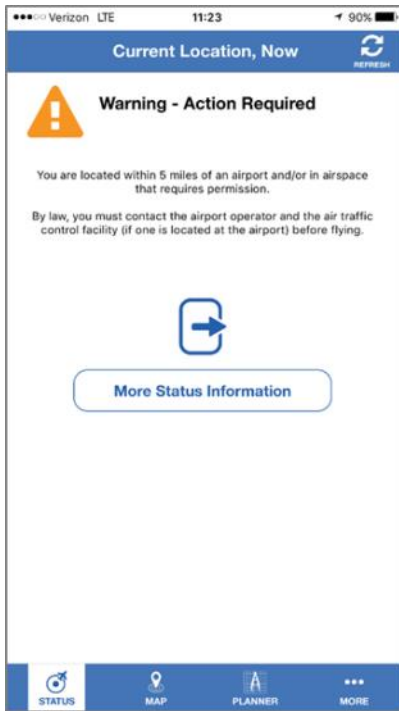 Verizon LTE 11:23 90%
Current Location, Now
REFRESH
Warning - Action Required
You are located within 5 miles of an airport and/or in airspace
that requires permission.
By law, you must contact the airport operator and the air traffic
control facility (if one is located at the airport) before flying.
More Status Information
STATUS MAP PLANNER MORE